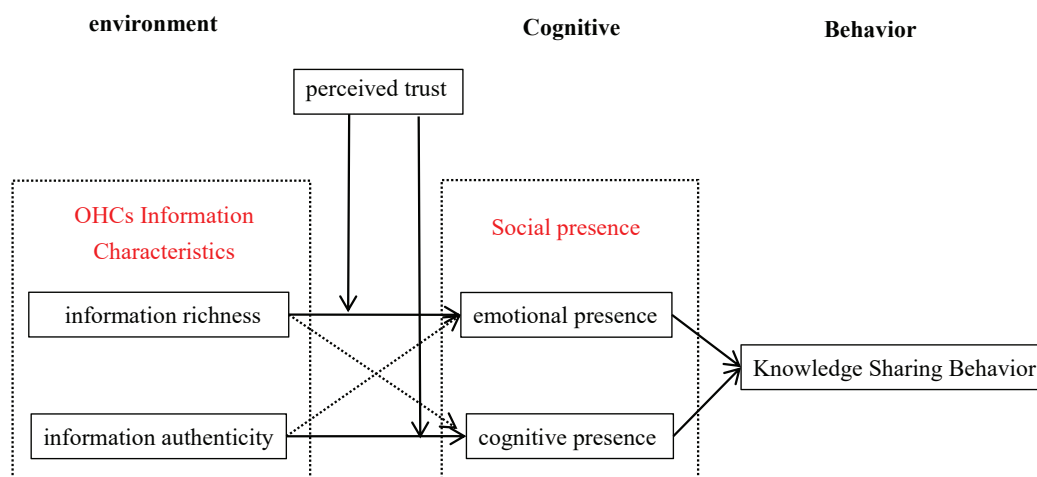 environment
Cognitive
Behavior
perceived trust
OHCs Information
Characteristics
Social presence
information richness
emotional presence
Knowledge Sharing Behavior
information authenticity
cognitive presence